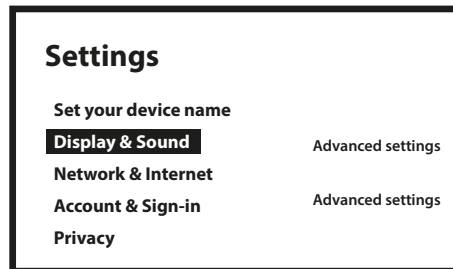 Settings
Set your device name
Display & Sound
Advanced settings
Network & Internet
Account & Sign-in
Advanced settings
Privacy